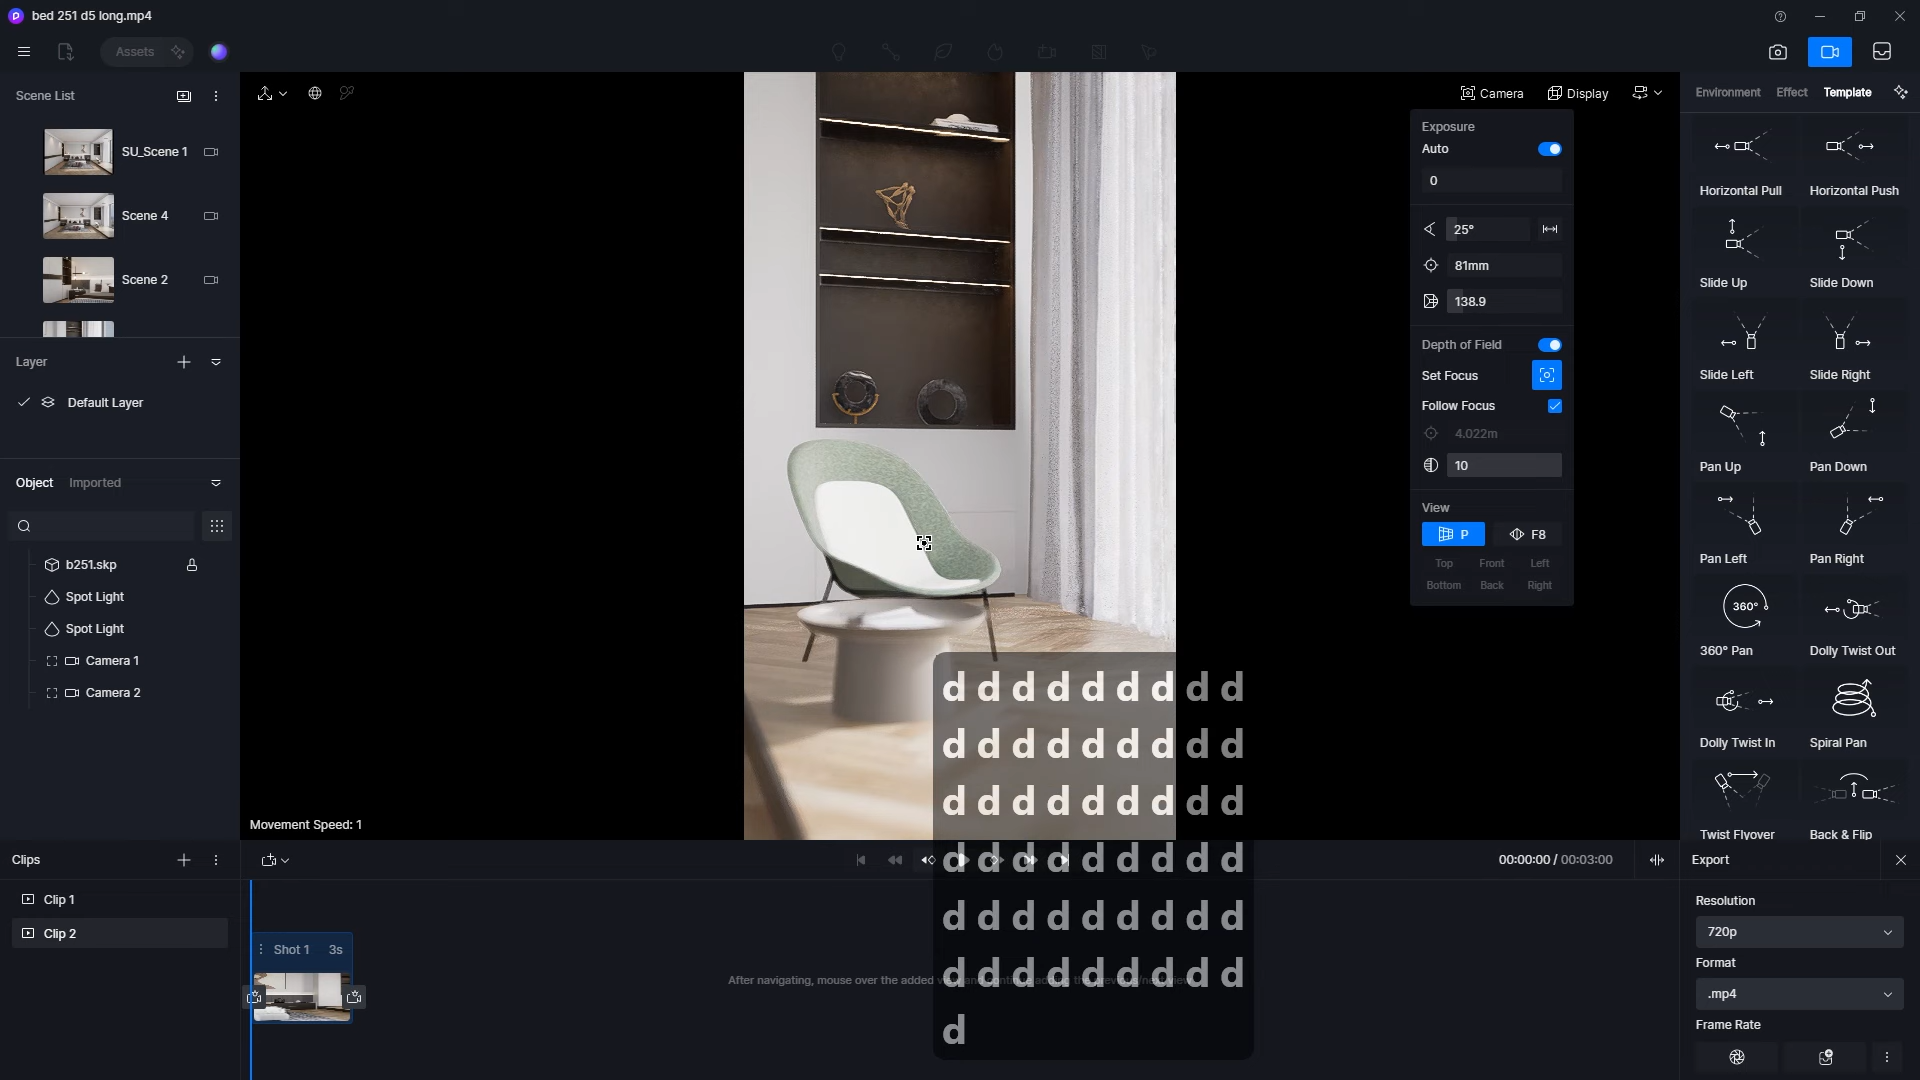 bed 251 d5 long.mp4
Assets
Scene List
SU_Scene 1
Scene 4
Scene 2
Layer
Default Layer
Object
Imported
b251.skp
Spot Light
Spot Light
Camera 1
Camera 2
Movement Speed: 1
Camera
Display
Exposure
Auto
0
25°
81mm
138.9
Depth of Field
Set Focus
Follow Focus
4.022m
10
View
P
F8
Top Front Left
Bottom Back Right
d d d d d d d d d
d d d d d d d d d
d d d d d d d d d
d d d d d d d d d
d d d d d d d d d
d d d d d d d d d
d
Environment
Effect
Template
Horizontal Pull
Horizontal Push
Slide Up
Slide Down
Slide Left
Slide Right
Pan Up
Pan Down
Pan Left
Pan Right
360°
360° Pan
Dolly Twist Out
Dolly Twist In
Spiral Pan
Twist Flyover
Back & Flip
Clips
Clip 1
Clip 2
00:00:00 / 00:03:00
Shot 1 3s
After navigating, mouse over the added
Export
Resolution
720p
Format
.mp4
Frame Rate